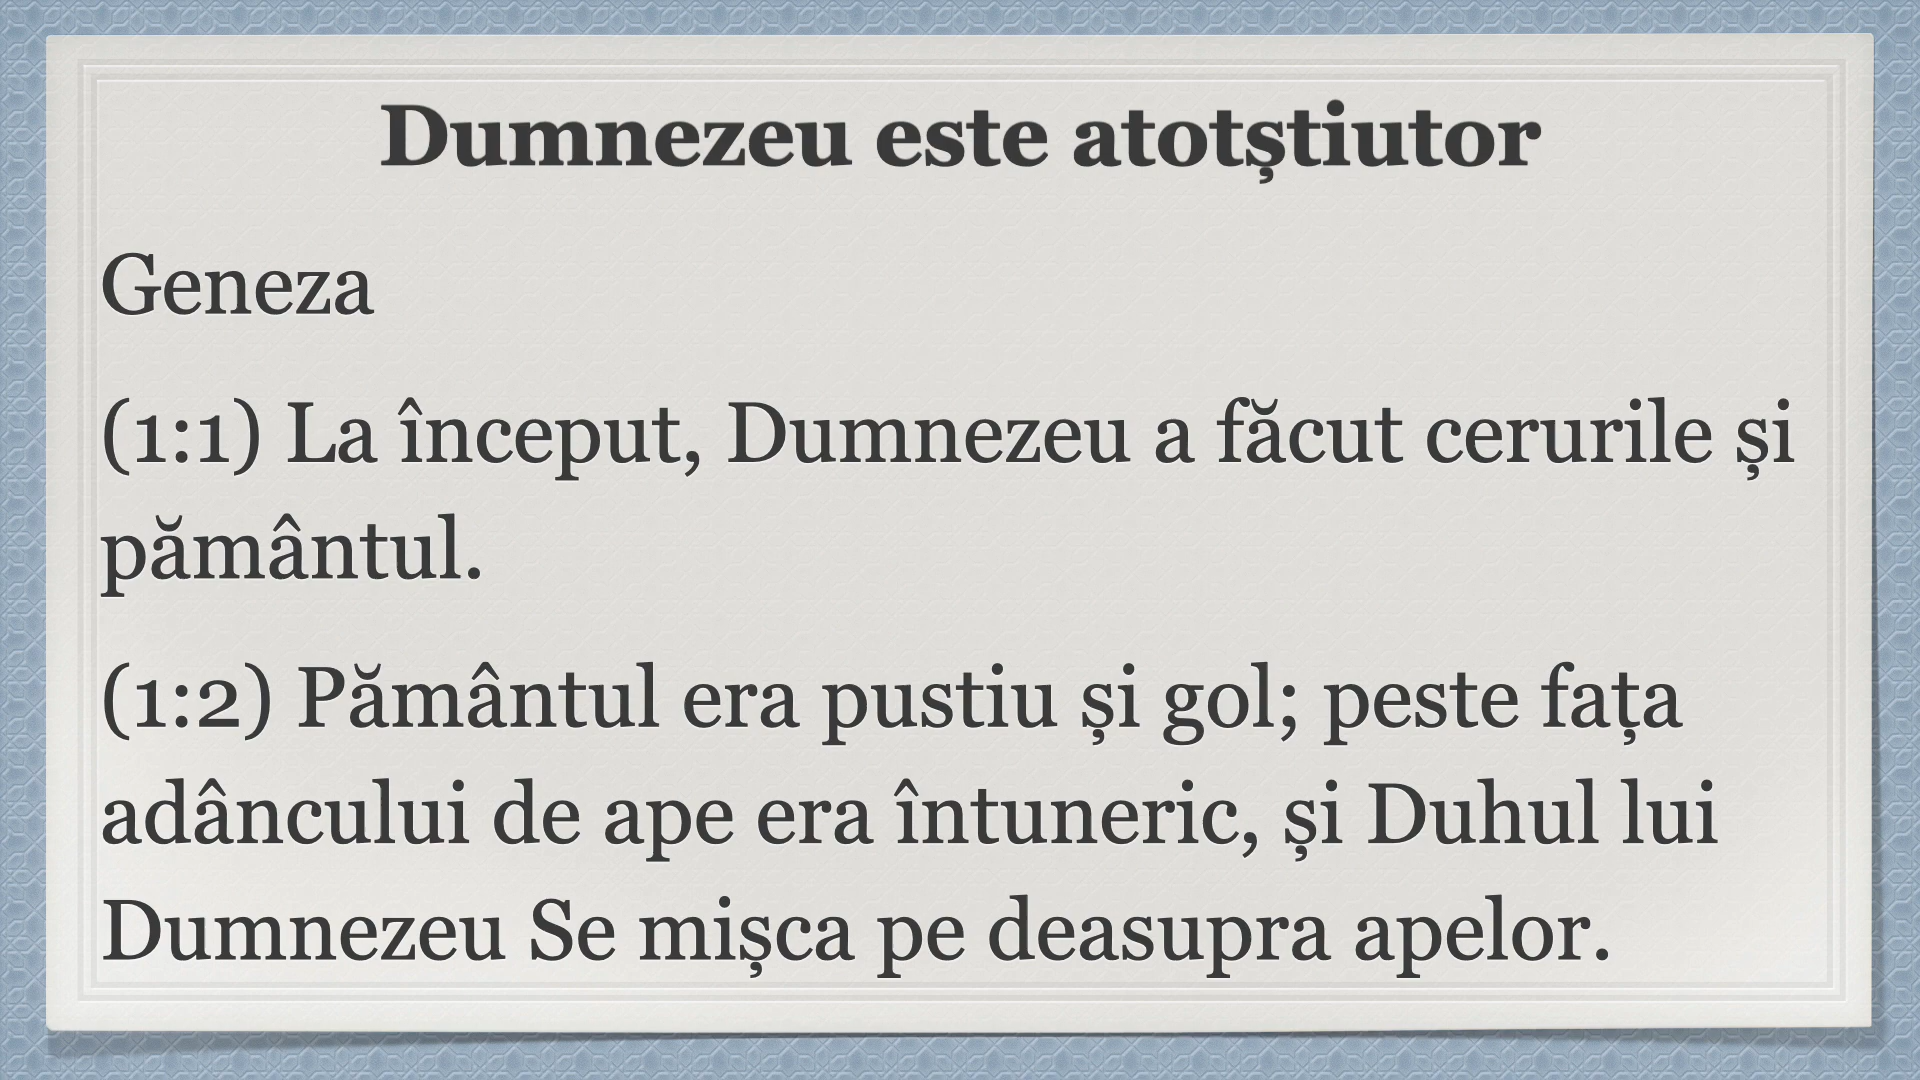 Dumnezeu este atotștiutor
Geneza
(1:1) La început, Dumnezeu a făcut cerurile și
pământul.
(1:2) Pământul era pustiu și gol; peste fața
adâncului de ape era întuneric, și Duhul lui
Dumnezeu Se mișca pe deasupra apelor.